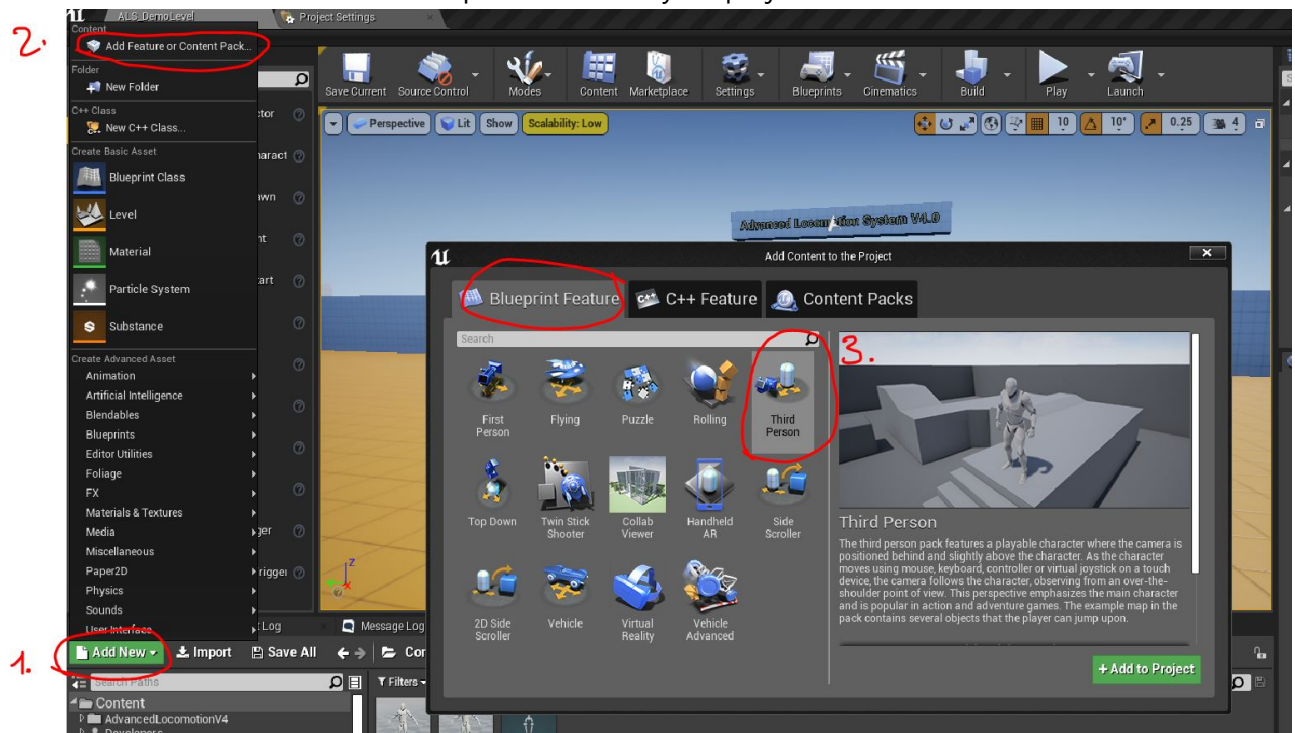 ALS_DemoLevel
Project Settings
2.
Content
Add Feature or Content Pack...
Folder
New Folder
C++ Class
New C++ Class...
Create Basic Asset
Blueprint Class
Level
Material
Particle System
Substance
Create Advanced Asset
Animation
Artificial Intelligence
Blendables
Blueprints
Editor Utilities
Foliage
FX
Materials & Textures
Media
Miscellaneous
Paper2D
Physics
Sounds
User Interface
Save Current
Source Control
Modes
Content
Marketplace
Settings
Blueprints
Cinematics
Build
Play
Launch
Perspective
Lit
Show
Scalability: Low
10
10°
0.25
4
Advanced Locomotion System V4.0
Add Content to the Project
Blueprint Feature
C++ Feature
Content Packs
Search
3.
First Person
Flying
Puzzle
Rolling
Third Person
Top Down
Twin Stick Shooter
Collab Viewer
Handheld AR
Side Scroller
2D Side Scroller
Vehicle
Virtual Reality
Vehicle Advanced
Third Person
The third person pack features a playable character where the camera is
positioned behind and slightly above the character. As the character
moves using mouse, keyboard, controller or virtual joystick on a touch
device, the camera follows the character, observing from an over-the-
shoulder point of view. This perspective emphasizes the main character
and is popular in action and adventure games. The example map in the
pack contains several objects that the player can jump upon.
+ Add to Project
Message Log
1.
Add New
Import
Save All
Search Paths
Filters
Content
AdvancedLocomotionV4
Developers